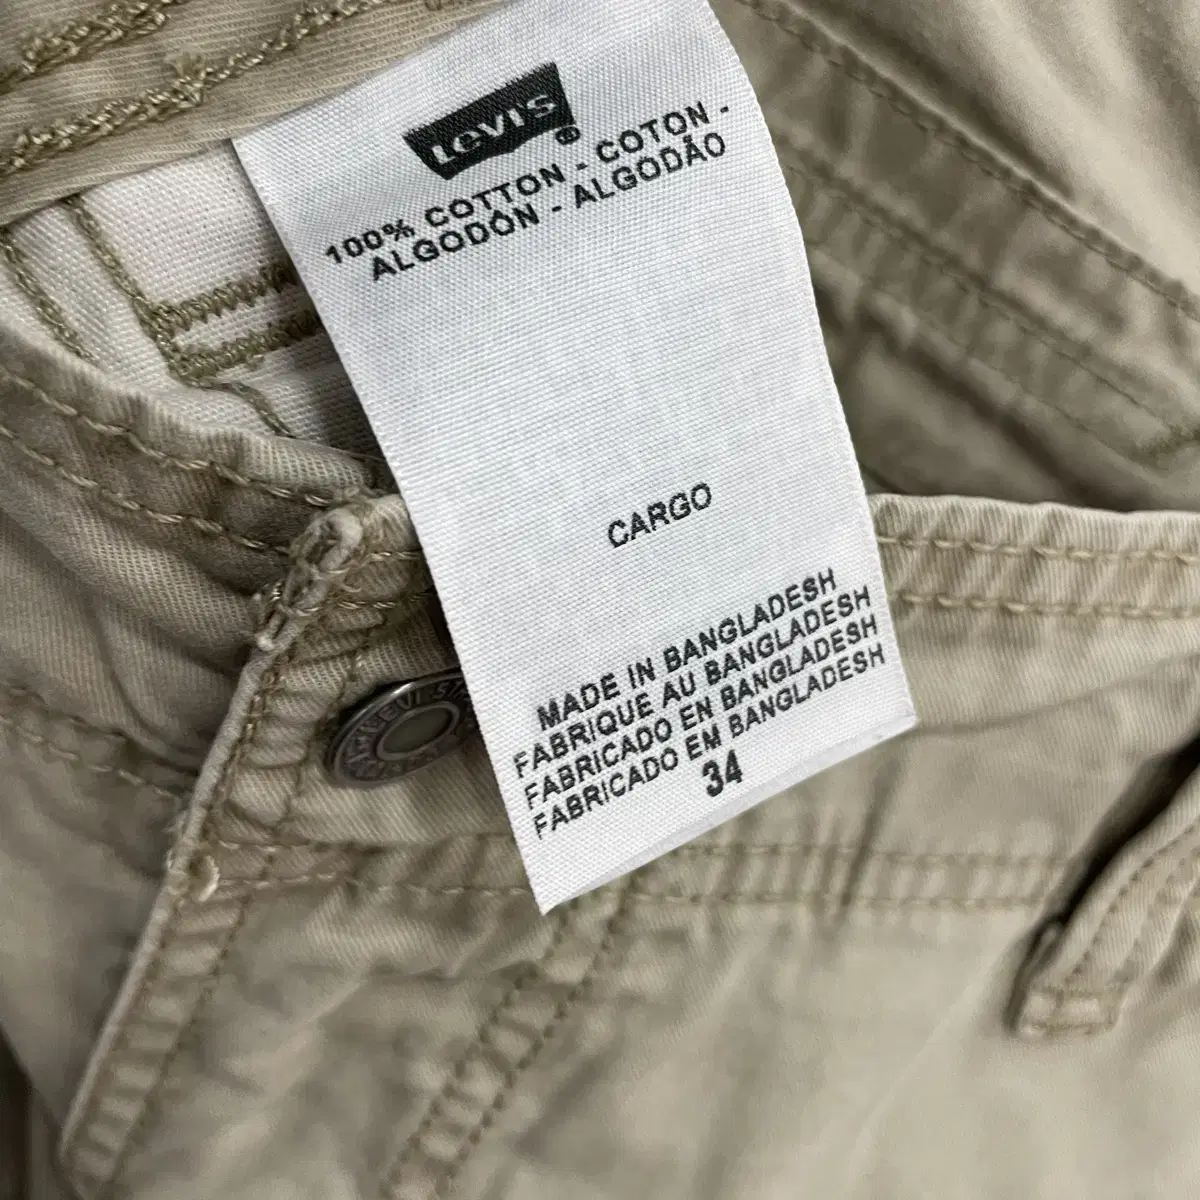 Levi's®
100% COTTON - COTON -
ALGODÓN - ALGODÃO
CARGO
MADE IN BANGLADESH
FABRIQUE AU BANGLADESH
FABRICADO EN BANGLADESH
FABRICADO EM BANGLADESH
34